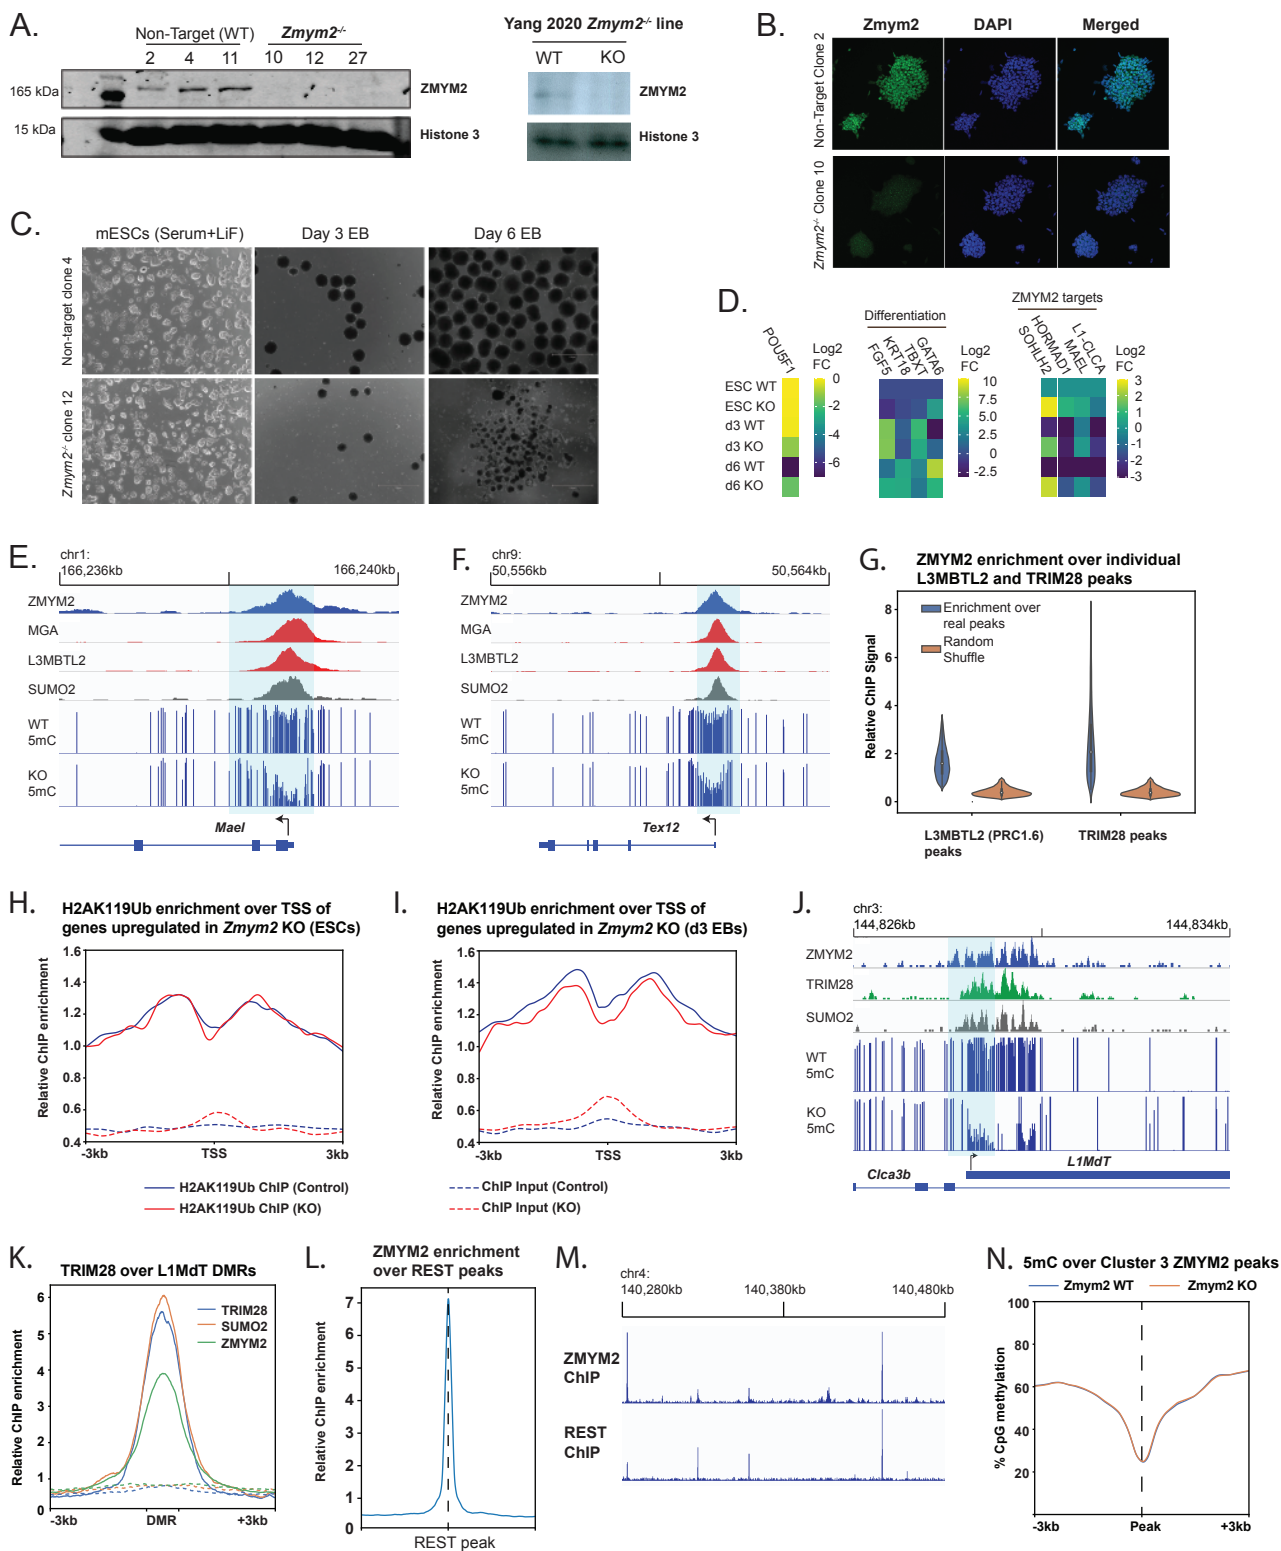 A.
Non-Target (WT)
Zmym2-/-
2 4 11 10 12 27
165 kDa
ZMYM2
15 kDa
Histone 3
Yang 2020 Zmym2-/- line
WT KO
ZMYM2
Histone 3
B.
Zmym2 DAPI Merged
Non-Target Clone 2
Zmym2-/- Clone 10
C.
mESCs (Serum+LiF) Day 3 EB Day 6 EB
Non-target clone 4
Zmym2-/- clone 12
D.
POU5F1
ESC WT
ESC KO
d3 WT
d3 KO
d6 WT
d6 KO
Log2
FC
0
-2
-4
-6
Differentiation
FGF5
KRT18
TBXT
GATA6
Log2
FC
10
7.5
5.0
2.5
0
-2.5
ZMYM2 targets
SOHLH2
HORMAD1
MAEL
L1-CLCA
Log2
FC
3
2
1
0
-1
-2
-3
E.
chr1:
166,236kb 166,240kb
ZMYM2
MGA
L3MBTL2
SUMO2
WT
5mC
KO
5mC
Mael
F.
chr9:
50,556kb 50,564kb
ZMYM2
MGA
L3MBTL2
SUMO2
WT
5mC
KO
5mC
Tex12
G.
ZMYM2 enrichment over individual
L3MBTL2 and TRIM28 peaks
Relative ChIP Signal
8
6
4
2
0
Enrichment over
real peaks
Random
Shuffle
L3MBTL2 (PRC1.6)
peaks
TRIM28 peaks
H.
H2AK119Ub enrichment over TSS of
genes upregulated in Zmym2 KO (ESCs)
Relative ChIP enrichment
1.6
1.4
1.2
1.0
0.8
0.6
0.4
-3kb TSS 3kb
H2AK119Ub ChIP (Control)
H2AK119Ub ChIP (KO)
I.
H2AK119Ub enrichment over TSS of
genes upregulated in Zmym2 KO (d3 EBs)
Relative ChIP enrichment
1.6
1.4
1.2
1.0
0.8
0.6
0.4
-3kb TSS 3kb
ChIP Input (Control)
ChIP Input (KO)
J.
chr3:
144,826kb 144,834kb
ZMYM2
TRIM28
SUMO2
WT
5mC
KO
5mC
L1MdT
Clca3b
K.
TRIM28 over L1MdT DMRs
Relative ChIP enrichment
6
5
4
3
2
1
0
TRIM28
SUMO2
ZMYM2
-3kb DMR +3kb
L.
ZMYM2 enrichment
over REST peaks
Relative ChIP enrichment
7
6
5
4
3
2
1
0
REST peak
M.
chr4:
140,280kb 140,380kb 140,480kb
ZMYM2
ChIP
REST
ChIP
N.
5mC over Cluster 3 ZMYM2 peaks
Zmym2 WT Zmym2 KO
% CpG methylation
100
80
60
40
20
-3kb Peak +3kb